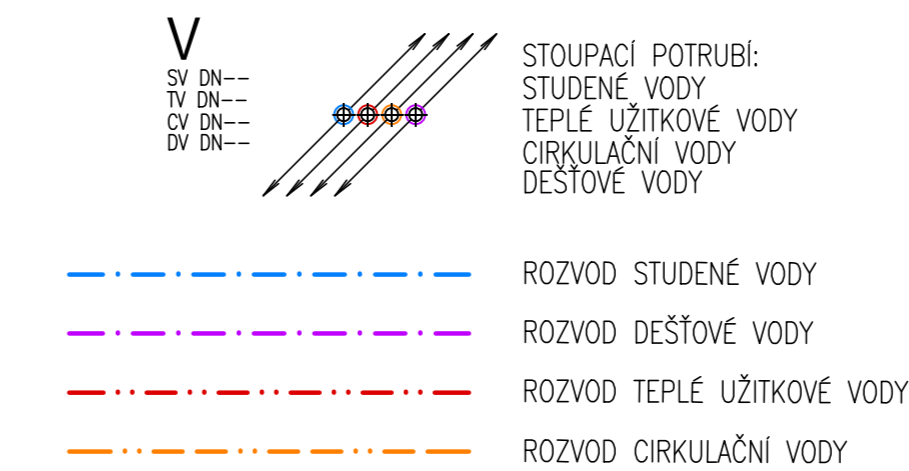 V
SV DN--
TV DN--
CV DN--
DV DN--
STOUPACÍ POTRUBÍ:
STUDENÉ VODY
TEPLÉ UŽITKOVÉ VODY
CIRKULAČNÍ VODY
DEŠŤOVÉ VODY
ROZVOD STUDENÉ VODY
ROZVOD DEŠŤOVÉ VODY
ROZVOD TEPLÉ UŽITKOVÉ VODY
ROZVOD CIRKULAČNÍ VODY